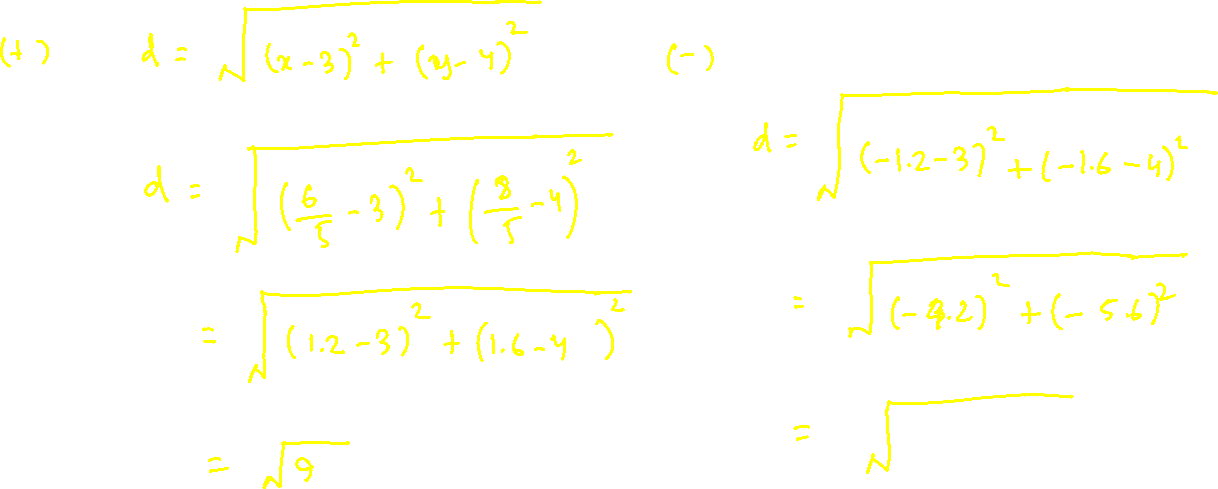 (+) d = √((x-3)² + (y-4)²)
d = √((6/5 - 3)² + (8/5 - 4)²)
= √((1.2-3)² + (1.6-4)²)
= √9
(-)
d = √((-1.2-3)² + (-1.6-4)²)
= √((-4.2)² + (-5.6)²)
= √